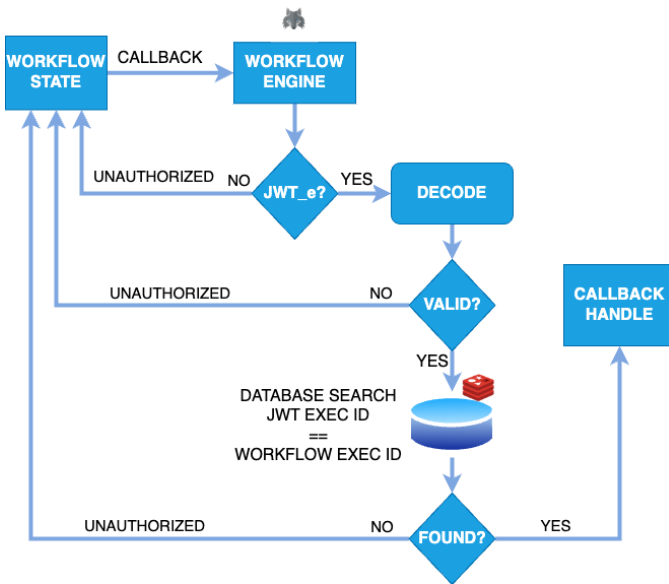 WORKFLOW
STATE
CALLBACK
WORKFLOW
ENGINE
UNAUTHORIZED
NO
JWT_e?
YES
DECODE
UNAUTHORIZED
NO
VALID?
CALLBACK
HANDLE
YES
DATABASE SEARCH
JWT EXEC ID
==
WORKFLOW EXEC ID
UNAUTHORIZED
NO
FOUND?
YES